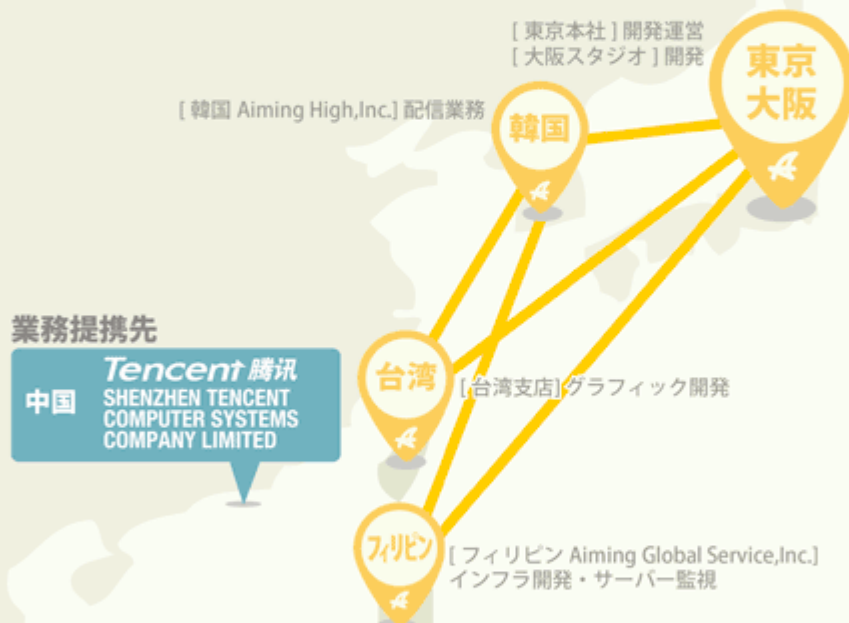 [ 東京本社 ] 開発運営
[ 大阪スタジオ ] 開発
東京
大阪
[ 韓国 Aiming High,Inc.] 配信業務
韓国
業務提携先
中国
Tencent 腾讯
SHENZHEN TENCENT
COMPUTER SYSTEMS
COMPANY LIMITED
台湾
[ 台湾支店] グラフィック開発
フィリピン
[ フィリピン Aiming Global Service,Inc.]
インフラ開発・サーバー監視